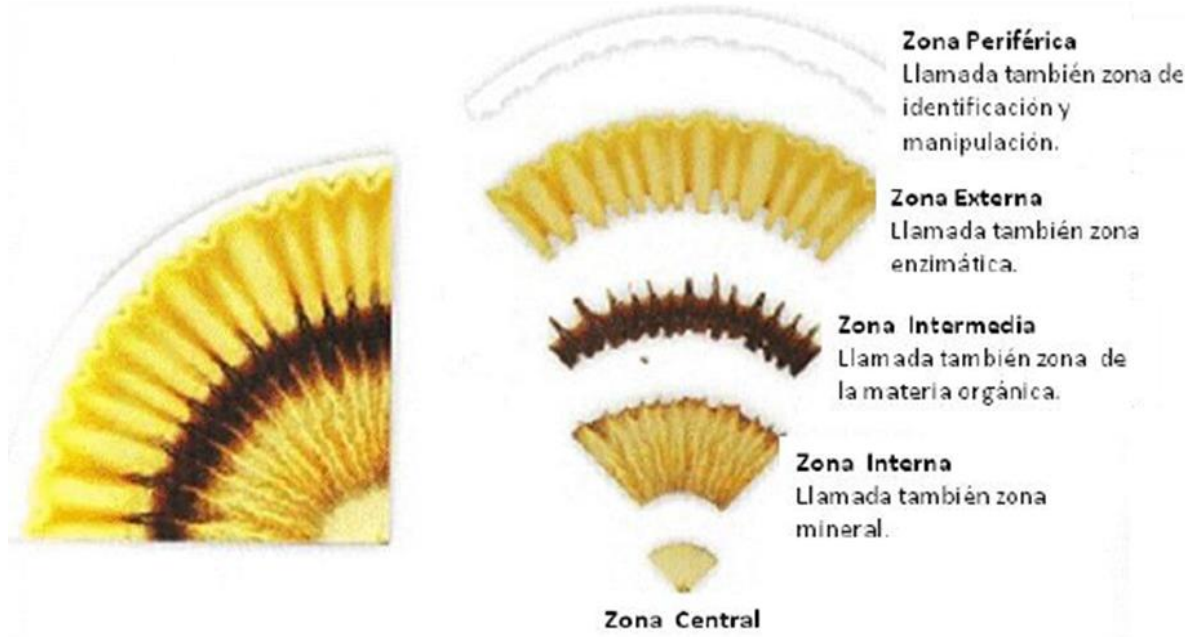 Zona Periférica
Llamada también zona de
identificación y
manipulación.
Zona Externa
Llamada también zona
enzimática.
Zona Intermedia
Llamada también zona de
la materia orgánica.
Zona Interna
Llamada también zona
mineral.
Zona Central